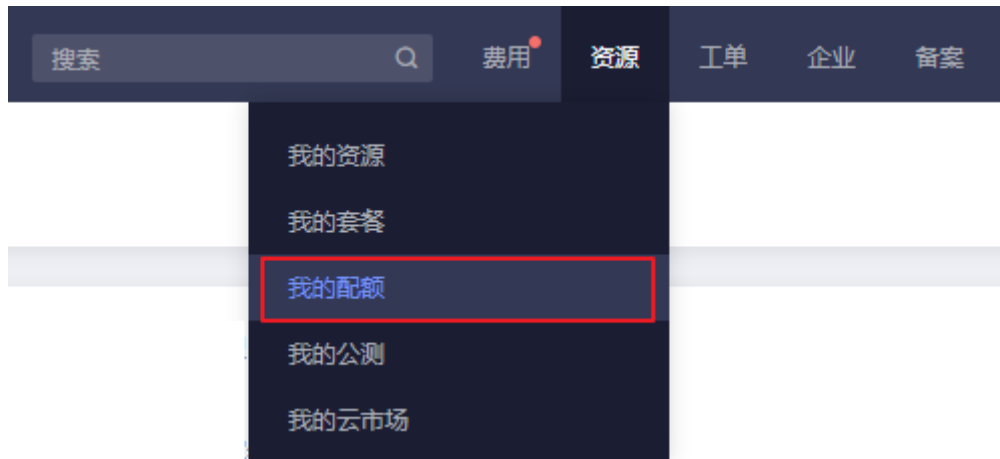 搜索 费用 资源 工单 企业 备案
我的资源
我的套餐
我的配额
我的公测
我的云市场